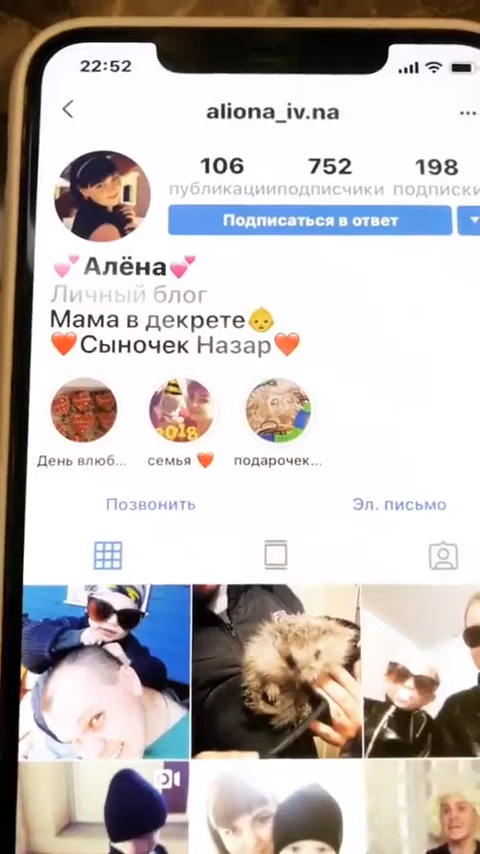 22:52
aliona_iv.na
106 752 198
публикации подписчики подписки
Подписаться в ответ
💕Алёна💕
Личный блог
Мама в декрете👶
❤️Сыночек Назар❤️
День влюб... семья ❤️ подарочек...
2018
Позвонить Эл. письмо